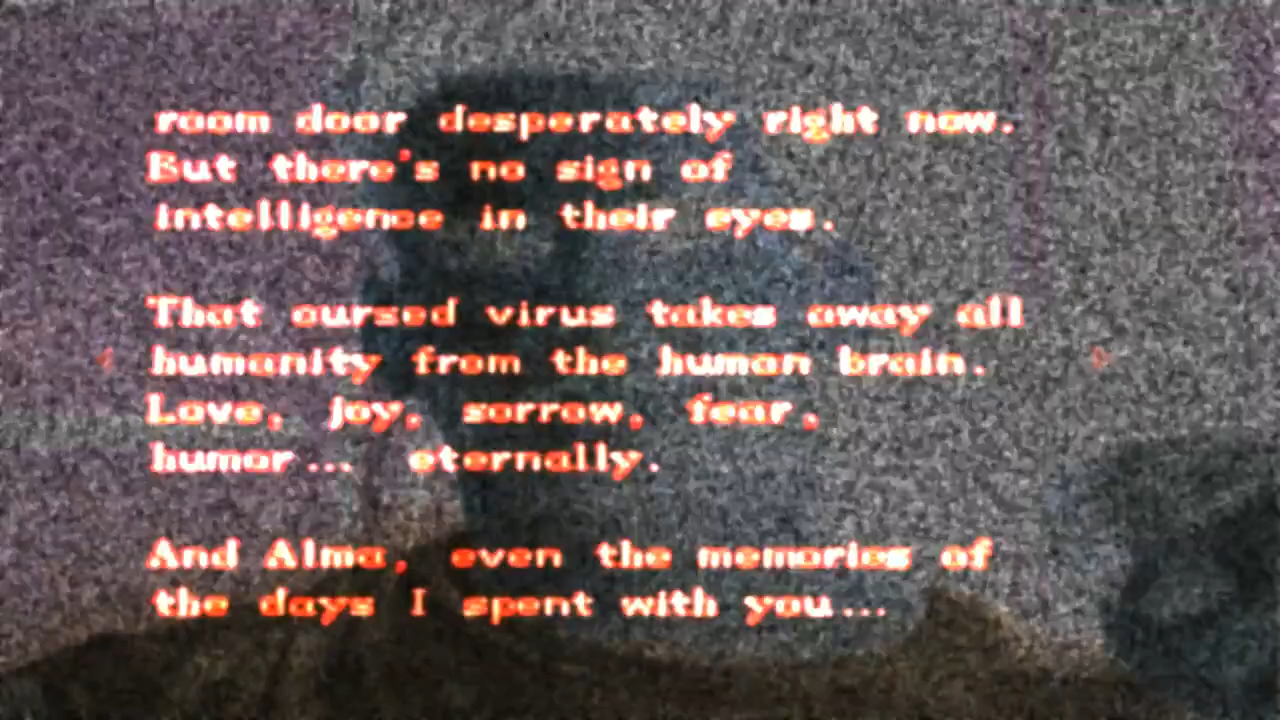 room door desperately right now.
But there's no sign of
intelligence in their eyes.
That cursed virus takes away all
humanity from the human brain.
Love, joy, sorrow, fear,
humor... eternally.
And Alma, even the memories of
the days I spent with you...